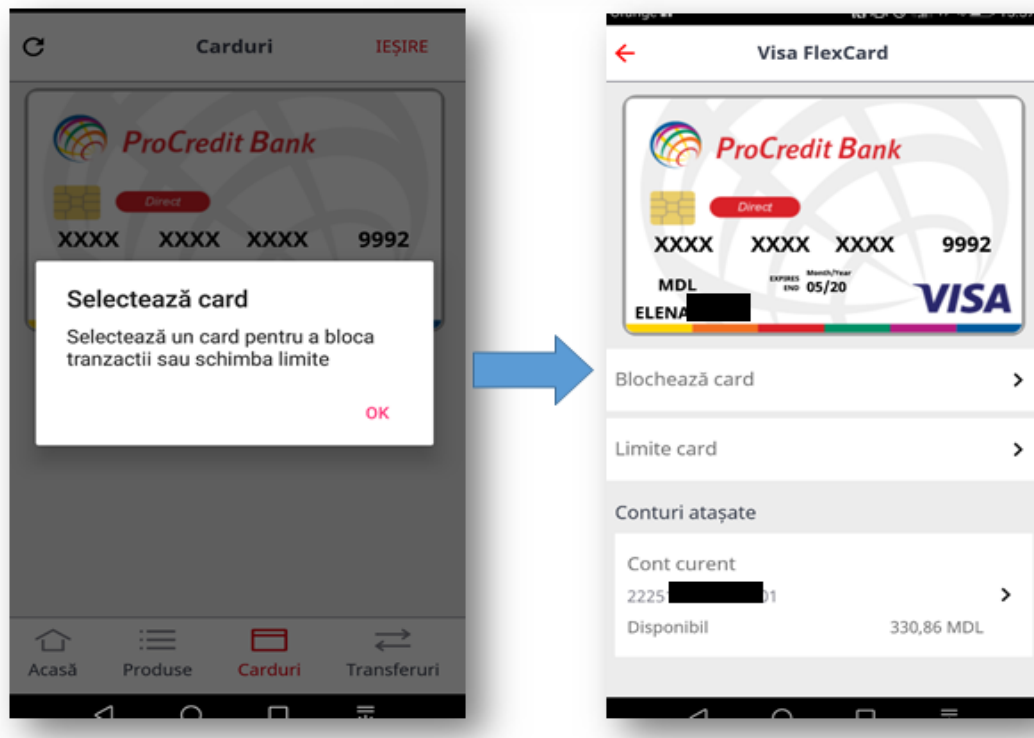 Carduri
IEȘIRE
ProCredit Bank
Direct
XXXX XXXX XXXX 9992
Selectează card
Selectează un card pentru a bloca
tranzactii sau schimba limite
OK
Acasă
Produse
Carduri
Transferuri
Visa FlexCard
ProCredit Bank
Direct
XXXX XXXX XXXX 9992
MDL
EXPIRES END
Month/Year
05/20
ELENA
VISA
Blochează card
Limite card
Conturi atașate
Cont curent
2225
01
Disponibil
330,86 MDL